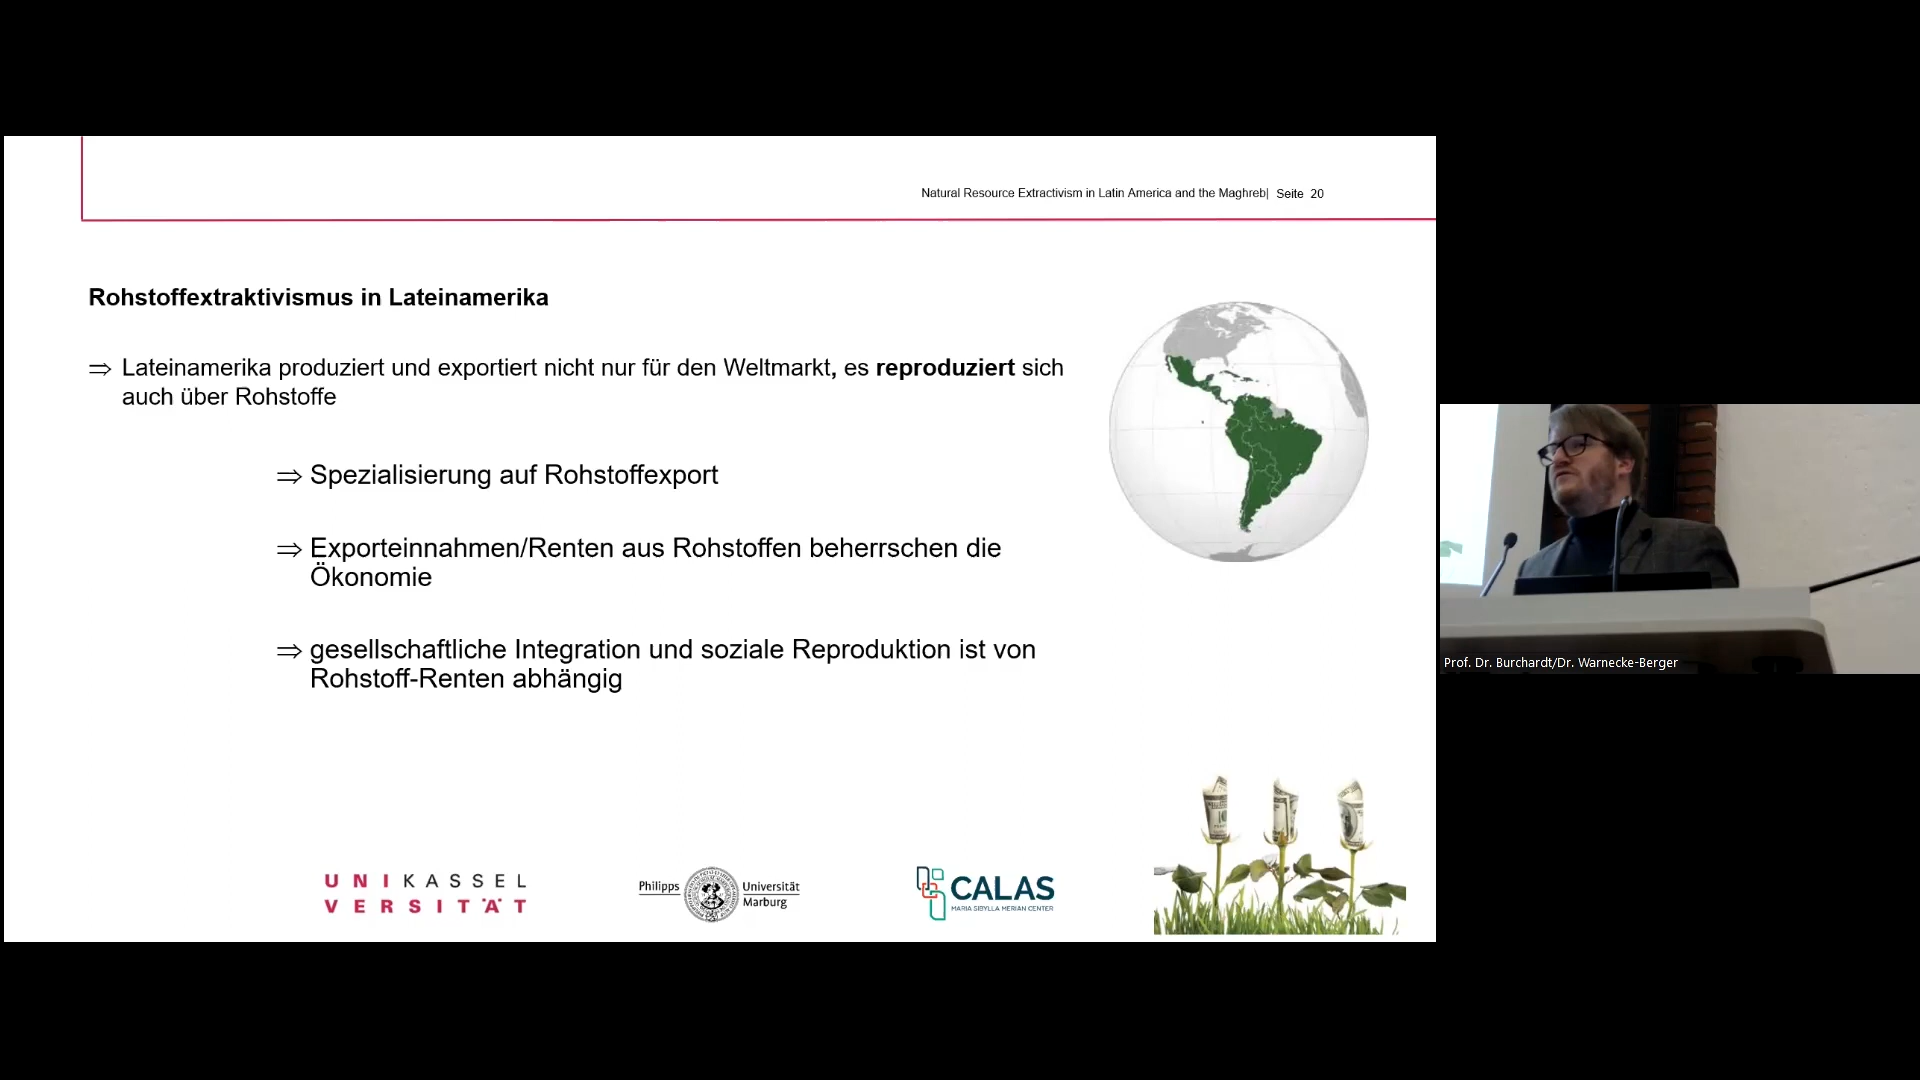 Natural Resource Extractivism in Latin America and the Maghreb| Seite 20
Rohstoffextraktivismus in Lateinamerika
⇒ Lateinamerika produziert und exportiert nicht nur für den Weltmarkt, es reproduziert sich
auch über Rohstoffe
⇒ Spezialisierung auf Rohstoffexport
⇒ Exporteinnahmen/Renten aus Rohstoffen beherrschen die
Ökonomie
⇒ gesellschaftliche Integration und soziale Reproduktion ist von
Rohstoff-Renten abhängig
Prof. Dr. Burchardt/Dr. Warnecke-Berger
UNIKASSEL
VERSITÄT
Philipps Universität
Marburg
CALAS
MARIA SIBYLLA MERIAN CENTER